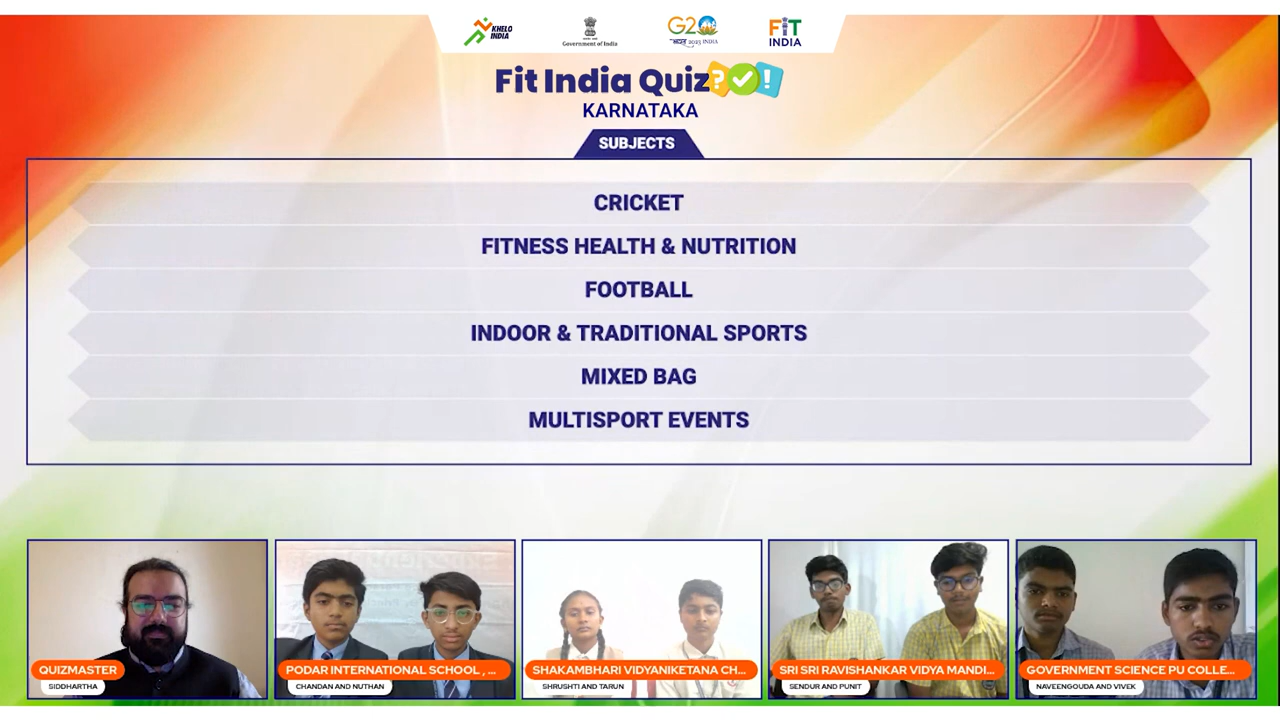 KHELO
INDIA
Government of India
G20
2023 INDIA
FIT
INDIA
Fit India Quiz?!
KARNATAKA
SUBJECTS
CRICKET
FITNESS HEALTH & NUTRITION
FOOTBALL
INDOOR & TRADITIONAL SPORTS
MIXED BAG
MULTISPORT EVENTS
QUIZMASTER
SIDDHARTHA
PODAR INTERNATIONAL SCHOOL , ...
CHANDAN AND NUTHAN
SHAKAMBHARI VIDYANIKETANA CH...
SHRUSHTI AND TARUN
SRI SRI RAVISHANKAR VIDYA MANDI...
SENDUR AND PUNIT
GOVERNMENT SCIENCE PU COLLE...
NAVEENGOUDA AND VIVEK